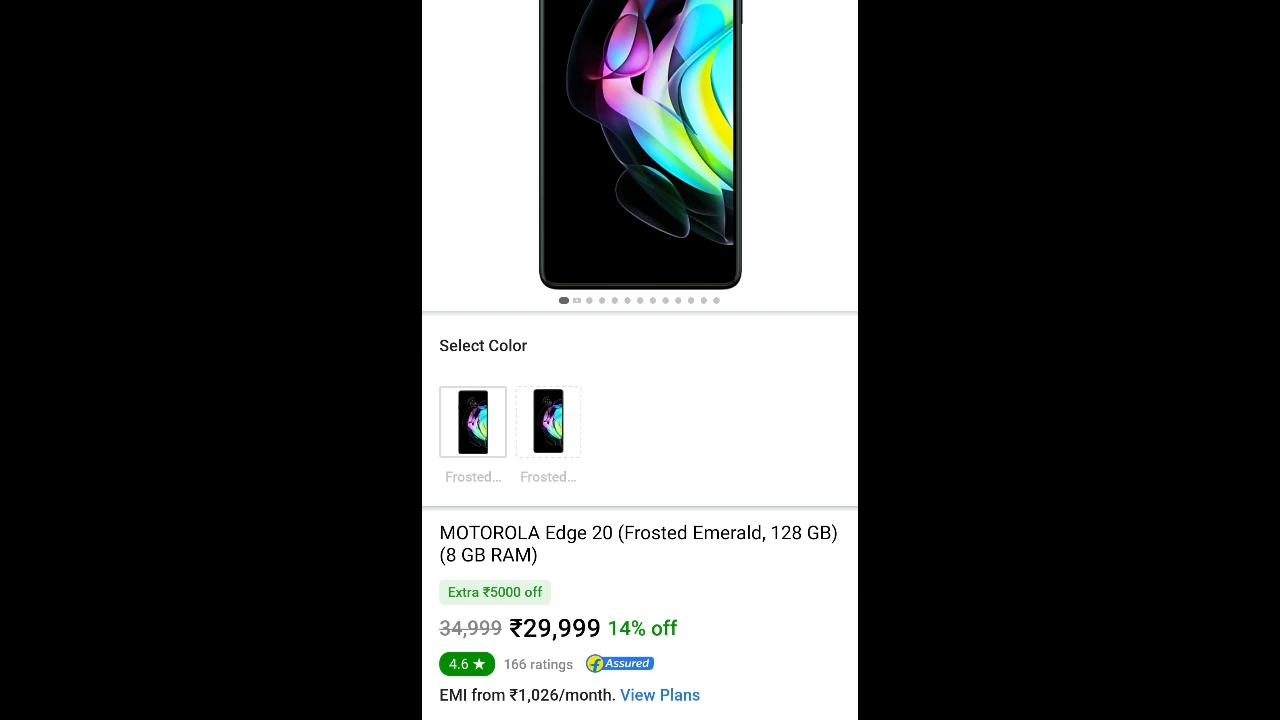 Select Color
Frosted... Frosted...
MOTOROLA Edge 20 (Frosted Emerald, 128 GB)
(8 GB RAM)
Extra ₹5000 off
34,999 ₹29,999 14% off
4.6 ★ 166 ratings f Assured
EMI from ₹1,026/month. View Plans